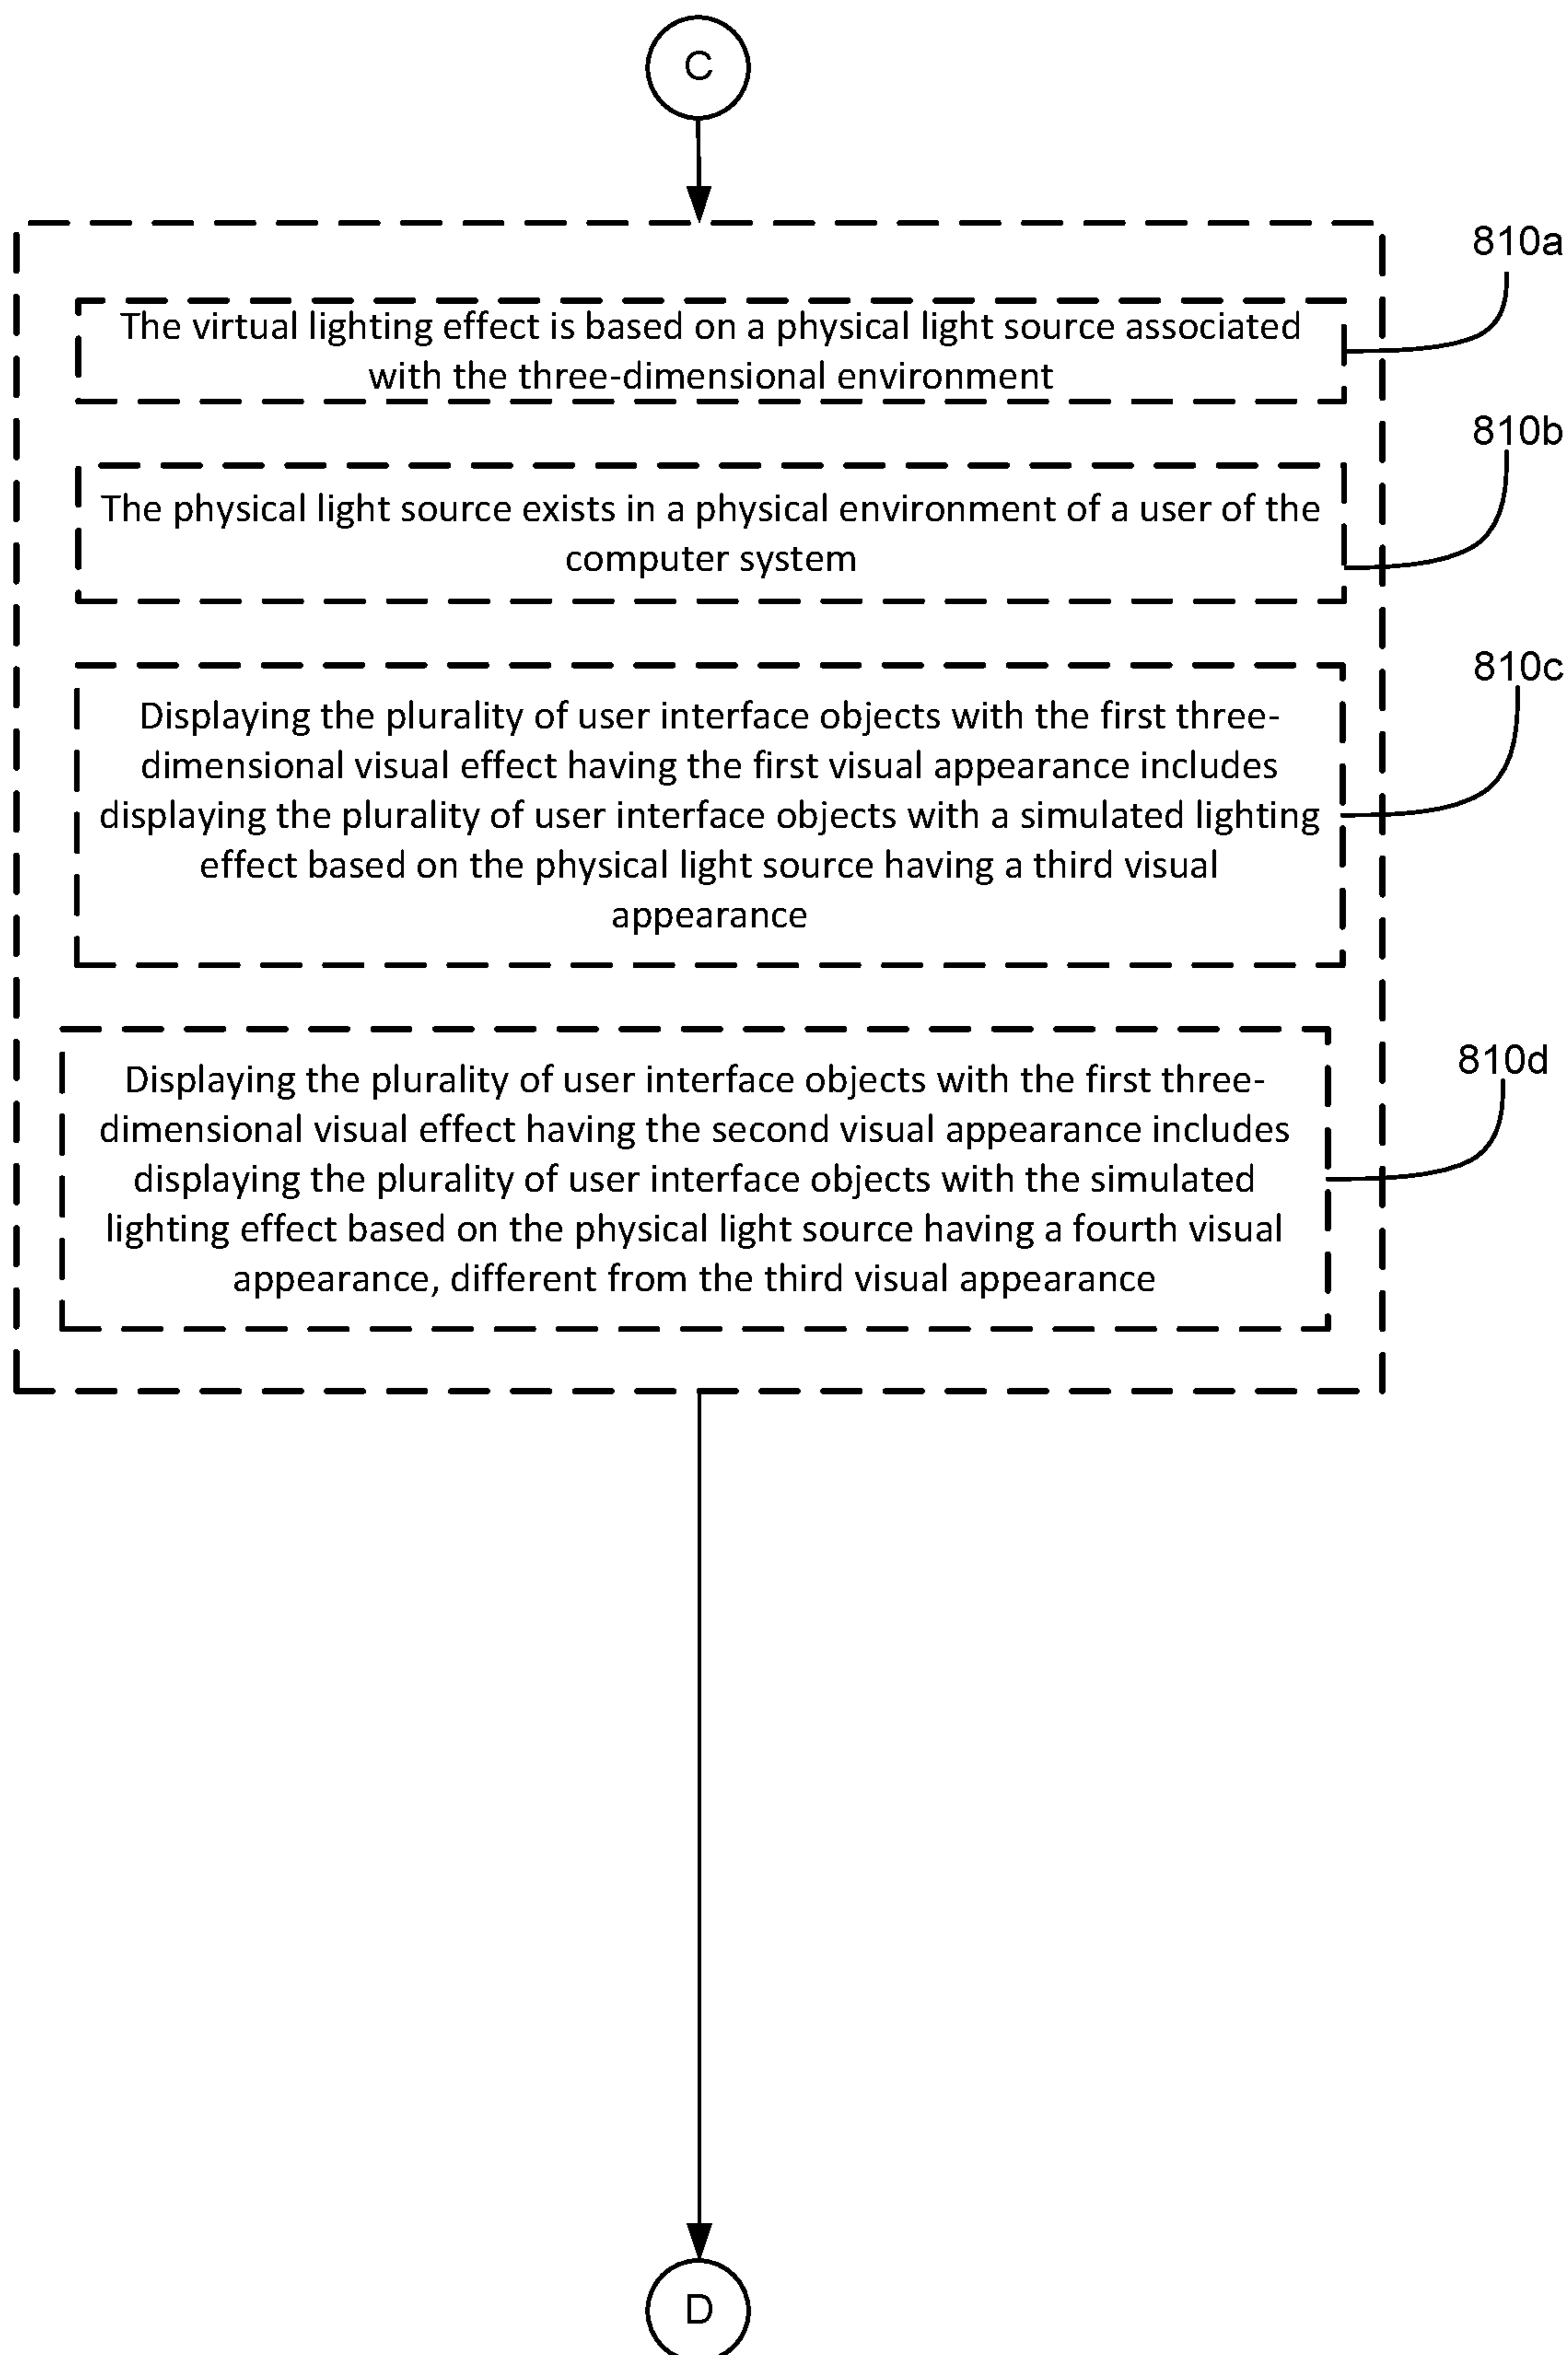 C
810a
The virtual lighting effect is based on a physical light source associated
with the three-dimensional environment
810b
The physical light source exists in a physical environment of a user of the
computer system
810c
Displaying the plurality of user interface objects with the first three-
dimensional visual effect having the first visual appearance includes
displaying the plurality of user interface objects with a simulated lighting
effect based on the physical light source having a third visual
appearance
810d
Displaying the plurality of user interface objects with the first three-
dimensional visual effect having the second visual appearance includes
displaying the plurality of user interface objects with the simulated
lighting effect based on the physical light source having a fourth visual
appearance, different from the third visual appearance
D